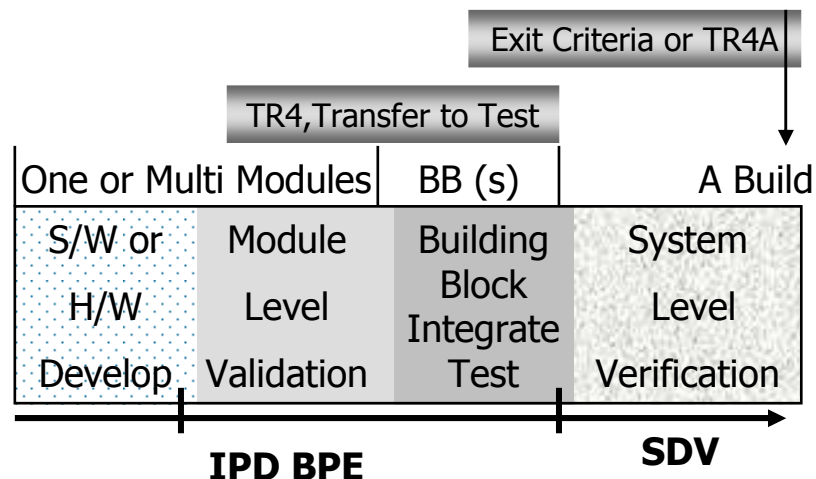 Exit Criteria or TR4A
TR4,Transfer to Test
One or Multi Modules
BB (s)
A Build
S/W or
H/W
Develop
Module
Level
Validation
Building
Block
Integrate
Test
System
Level
Verification
IPD BPE
SDV